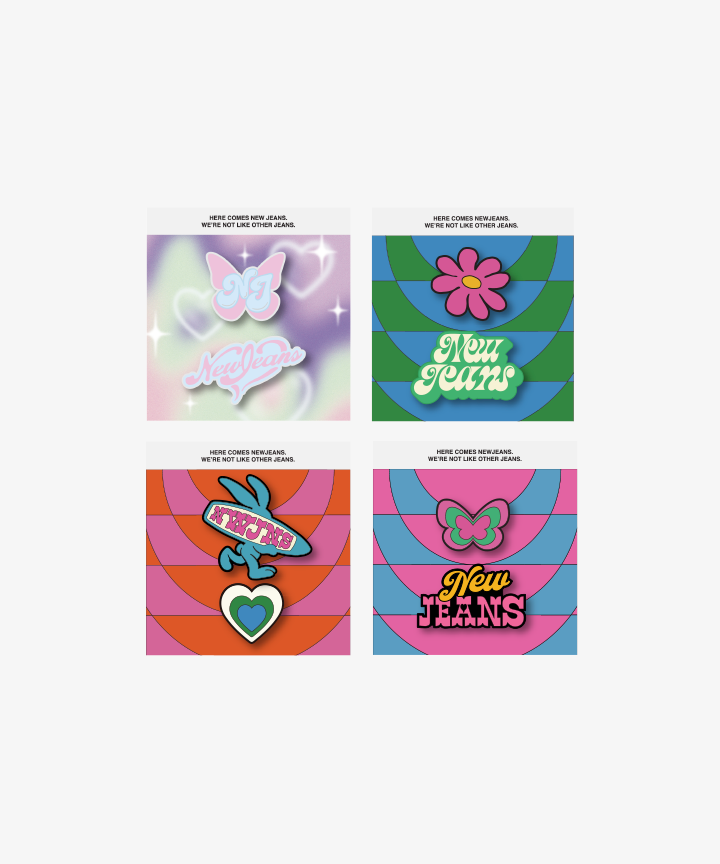 HERE COMES NEW JEANS.
WE'RE NOT LIKE OTHER JEANS.
NJ
NewJeans
HERE COMES NEWJEANS.
WE'RE NOT LIKE OTHER JEANS.
New
Jeans
HERE COMES NEWJEANS.
WE'RE NOT LIKE OTHER JEANS.
NWJNS
HERE COMES NEWJEANS.
WE'RE NOT LIKE OTHER JEANS.
New
JEANS